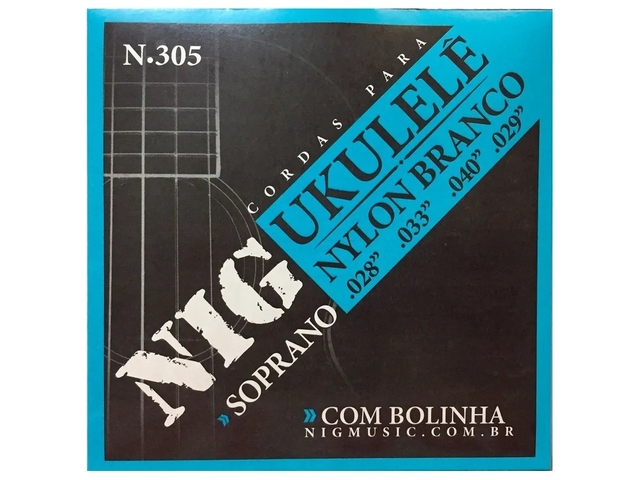 N.305
CORDAS PARA
UKULELÊ
NYLON BRANCO
.028" .033" .040" .029"
NIG
» SOPRANO
» COM BOLINHA
NIGMUSIC.COM.BR